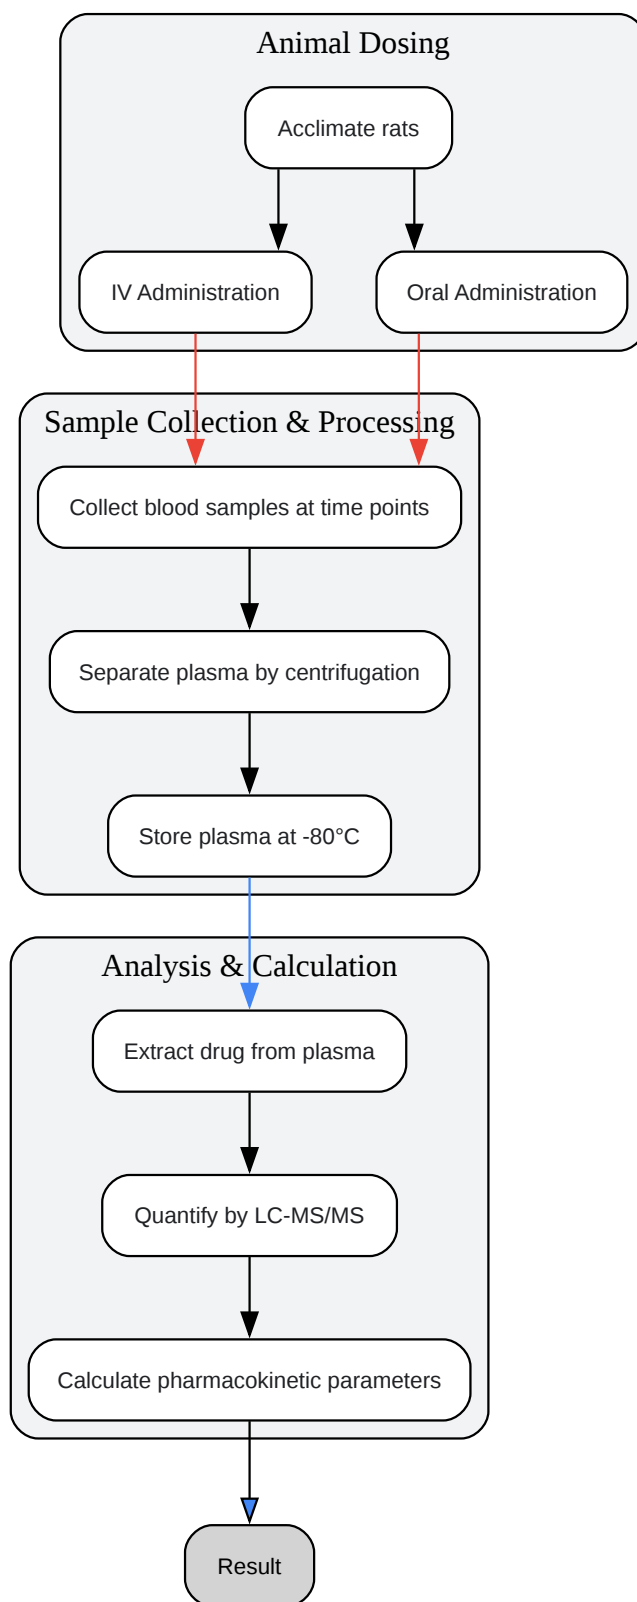 Animal Dosing
Acclimate rats
IV Administration
Oral Administration
Sample Collection & Processing
Collect blood samples at time points
Separate plasma by centrifugation
Store plasma at -80°C
Analysis & Calculation
Extract drug from plasma
Quantify by LC-MS/MS
Calculate pharmacokinetic parameters
Result